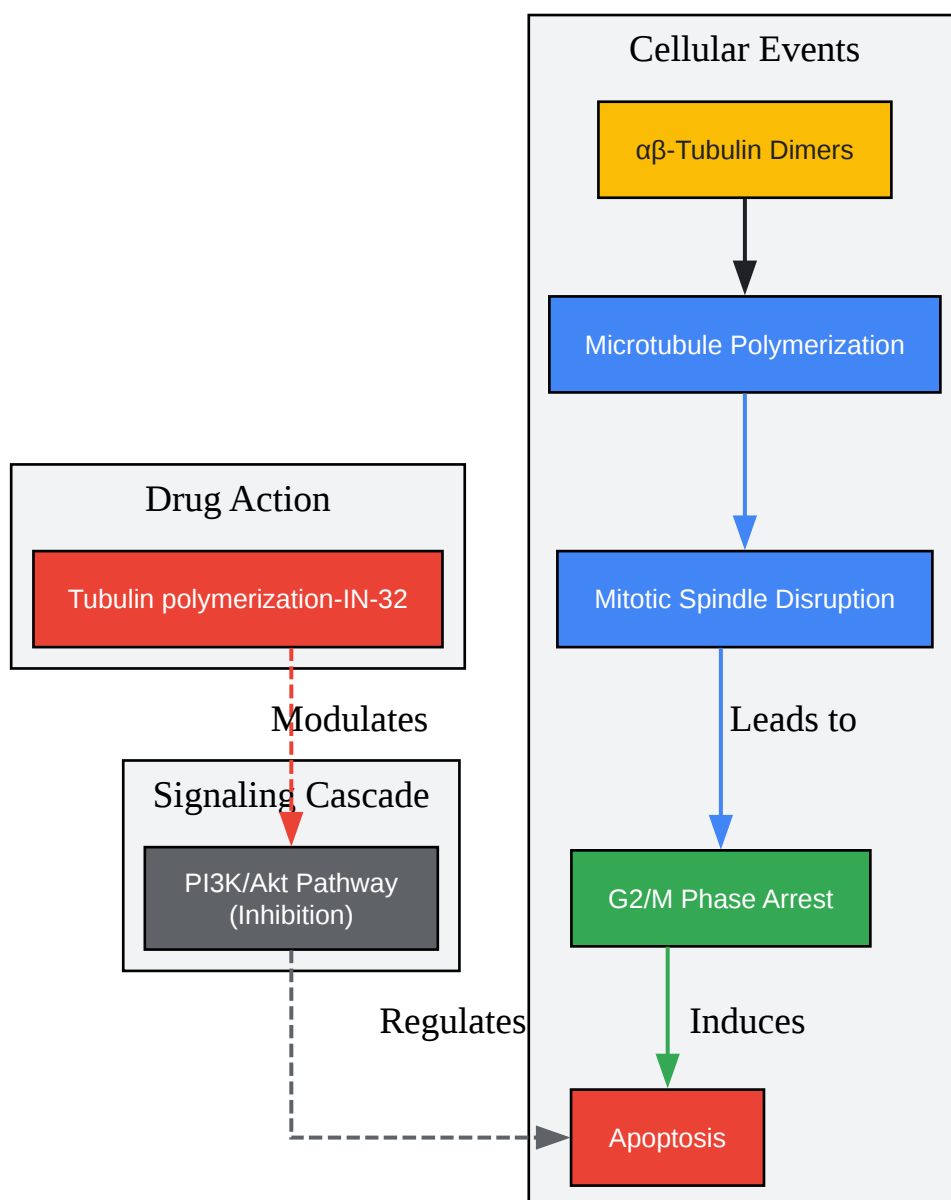 Cellular Events
αβ-Tubulin Dimers
Microtubule Polymerization
Drug Action
Tubulin polymerization-IN-32
Mitotic Spindle Disruption
Modulates
Leads to
Signaling Cascade
PI3K/Akt Pathway
(Inhibition)
G2/M Phase Arrest
Regulates
Induces
Apoptosis